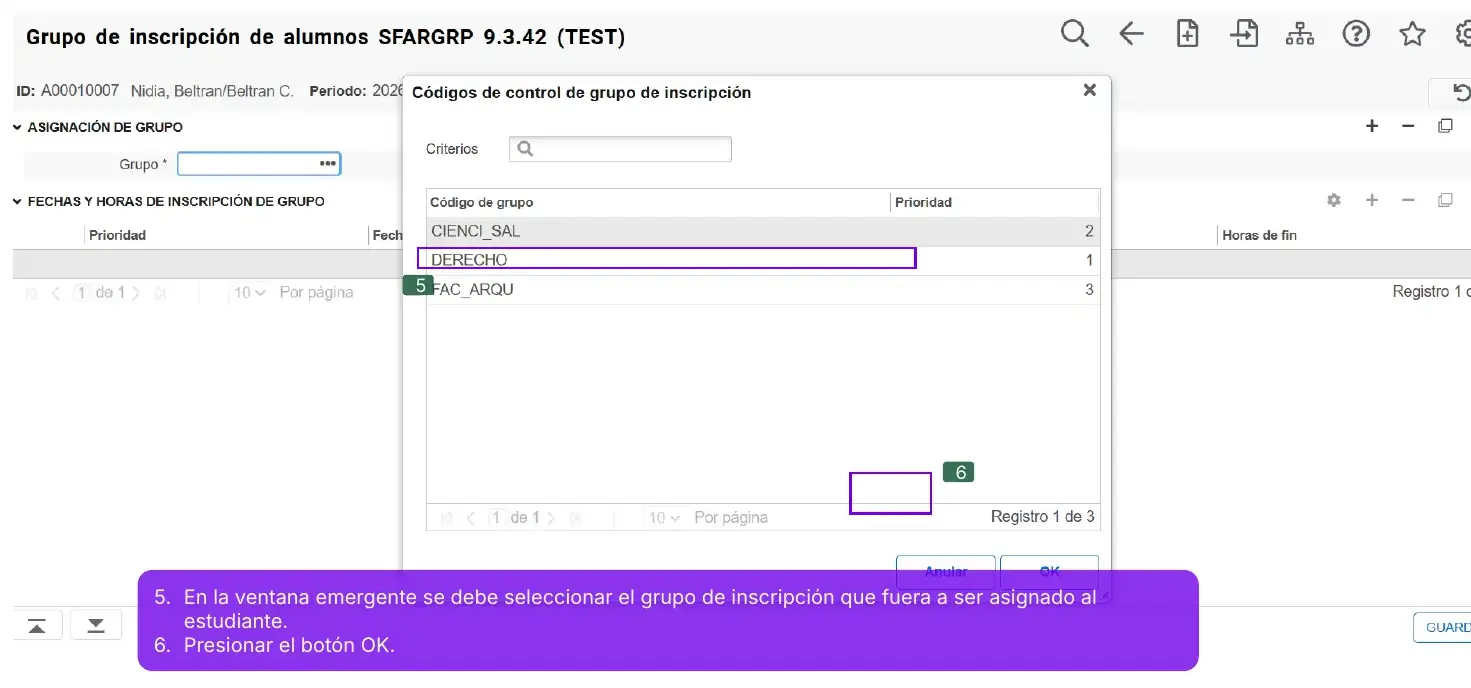 Grupo de inscripción de alumnos SFARGRP 9.3.42 (TEST)
ID: A00010007 Nidia, Beltran/Beltran C. Periodo: 2026
Códigos de control de grupo de inscripción
ASIGNACIÓN DE GRUPO
Criterios
Grupo *
FECHAS Y HORAS DE INSCRIPCIÓN DE GRUPO
Código de grupo Prioridad
Prioridad Fech Horas de fin
CIENCI_SAL 2
DERECHO 1
5 FAC_ARQU 3
1 de 1 10 Por página Registro 1
6
1 de 1 10 Por página Registro 1 de 3
Anular OK
5. En la ventana emergente se debe seleccionar el grupo de inscripción que fuera a ser asignado al
estudiante.
6. Presionar el botón OK.
GUARD